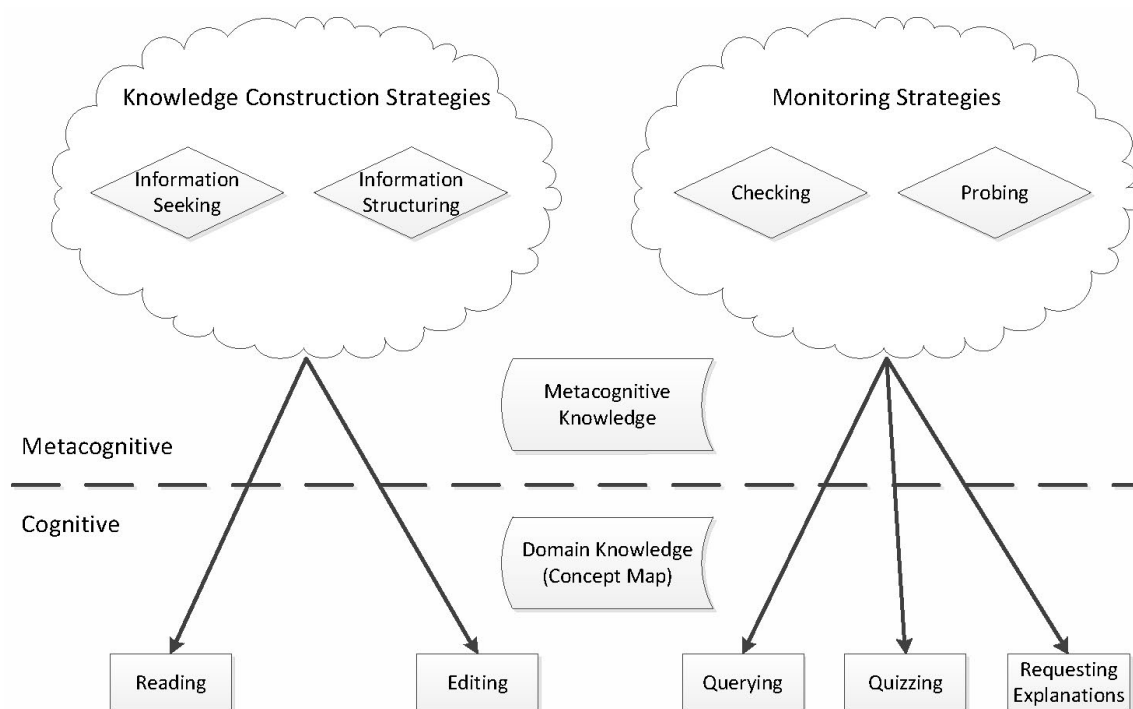 Knowledge Construction Strategies
Monitoring Strategies
Information
Seeking
Information
Structuring
Checking
Probing
Metacognitive
Knowledge
Metacognitive
Cognitive
Domain Knowledge
(Concept Map)
Reading
Editing
Querying
Quizzing
Requesting
Explanations